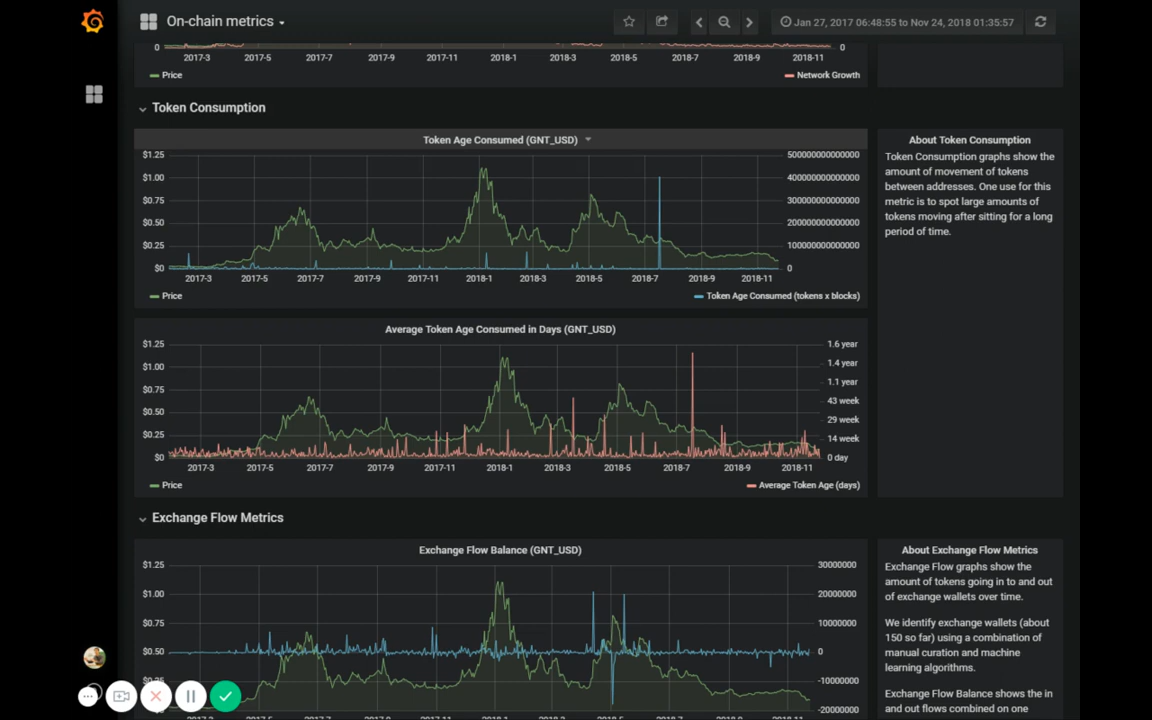 On-chain metrics
Jan 27, 2017 06:48:55 to Nov 24, 2018 01:35:57
0 0
2017-3 2017-5 2017-7 2017-9 2017-11 2018-1 2018-3 2018-5 2018-7 2018-9 2018-11
Price Network Growth
Token Consumption
Token Age Consumed (GNT_USD)
$1.25 500000000000000
$1.00 400000000000000
$0.75 300000000000000
$0.50 200000000000000
$0.25 100000000000000
$0 0
2017-3 2017-5 2017-7 2017-9 2017-11 2018-1 2018-3 2018-5 2018-7 2018-9 2018-11
Price Token Age Consumed (tokens x blocks)
About Token Consumption
Token Consumption graphs show the
amount of movement of tokens
between addresses. One use for this
metric is to spot large amounts of
tokens moving after sitting for a long
period of time.
Average Token Age Consumed in Days (GNT_USD)
$1.25 1.6 year
$1.00 1.4 year
$0.75 1.1 year
$0.50 43 week
29 week
$0.25 14 week
$0 0 day
2017-3 2017-5 2017-7 2017-9 2017-11 2018-1 2018-3 2018-5 2018-7 2018-9 2018-11
Price Average Token Age (days)
Exchange Flow Metrics
Exchange Flow Balance (GNT_USD)
$1.25 30000000
$1.00 20000000
$0.75 10000000
$0.50 0
-10000000
-20000000
About Exchange Flow Metrics
Exchange Flow graphs show the
amount of tokens going in to and out
of exchange wallets over time.
We identify exchange wallets (about
150 so far) using a combination of
manual curation and machine
learning algorithms.
Exchange Flow Balance shows the in
and out flows combined on one